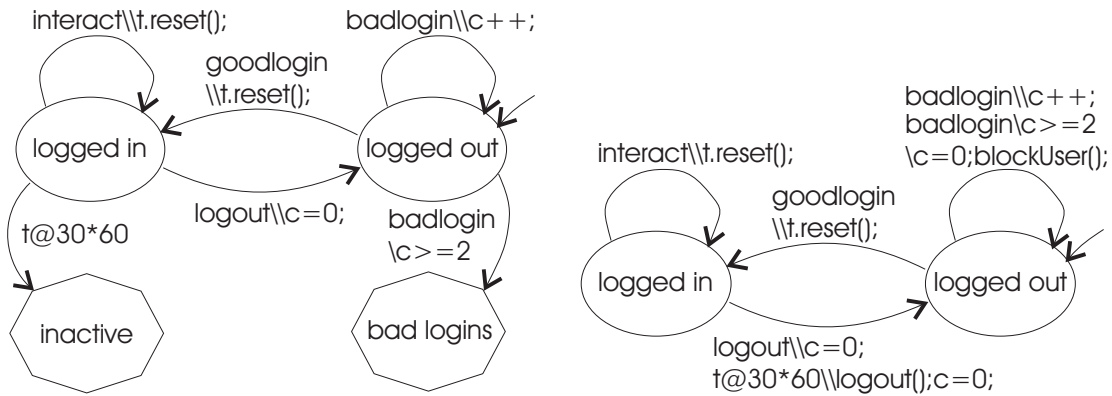 interact\\t.reset();
badlogin\\c++;
goodlogin
\\t.reset();
logged in
logged out
logout\\c=0;
t@30*60
badlogin
\c>=2
inactive
bad logins
badlogin\\c++;
badlogin\c>=2
\c=0;blockUser();
interact\\t.reset();
goodlogin
\\t.reset();
logged in
logged out
logout\\c=0;
t@30*60\\logout();c=0;